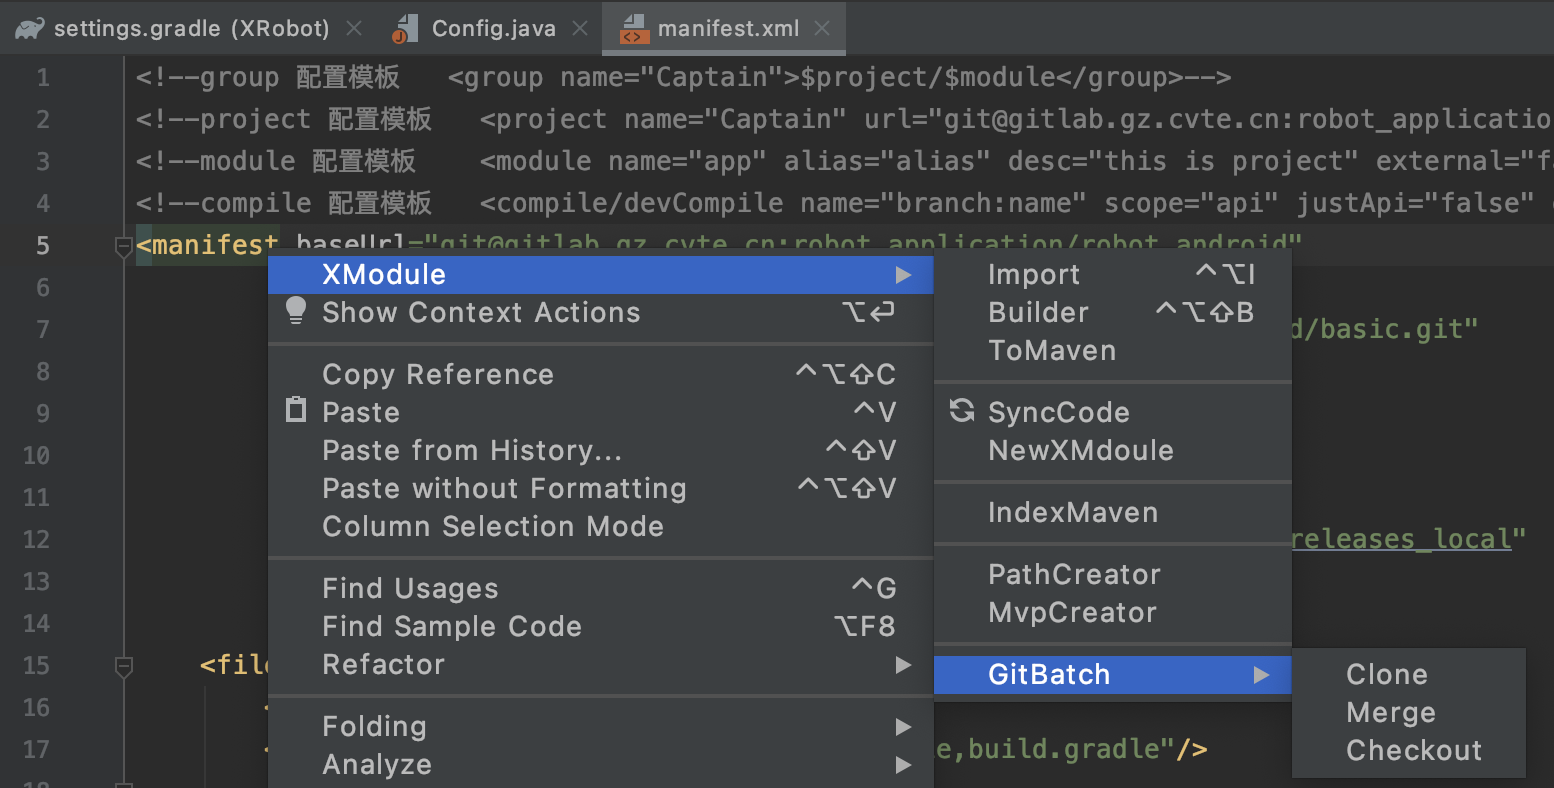 settings.gradle (XRobot)
Config.java
manifest.xml
1 <!--group 配置模板 <group name="Captain">$project/$module</group>-->
2 <!--project 配置模板 <project name="Captain" url="git@gitlab.gz.cvte.cn:robot_applicatio
3 <!--module 配置模板 <module name="app" alias="alias" desc="this is project" external="f
4 <!--compile 配置模板 <compile/devCompile name="branch:name" scope="api" justApi="false"
5 <manifest baseUrl="git@gitlab.gz.cvte.cn:robot_application/robot_android"
6
7 d/basic.git"
8
9
10
11
12 releases_local"
13
14
15 <file
16
17 e,build.gradle"/>
18
XModule
Show Context Actions ⌥↩
Copy Reference ^⌥⇧C
Paste ^V
Paste from History... ^⇧V
Paste without Formatting ^⌥⇧V
Column Selection Mode
Find Usages ^G
Find Sample Code ⌥F8
Refactor
Folding
Analyze
Import ^⌥I
Builder ^⌥⇧B
ToMaven
SyncCode
NewXMdoule
IndexMaven
PathCreator
MvpCreator
GitBatch
Clone
Merge
Checkout